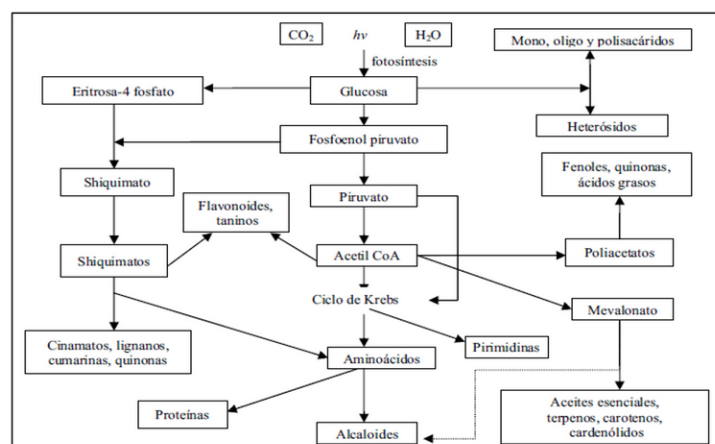 CO2 hv H2O
fotosíntesis
Mono, oligo y polisacáridos
Eritrosa-4 fosfato
Glucosa
Heterósidos
Fosfoenol piruvato
Shiquimato
Piruvato
Fenoles, quinonas,
ácidos grasos
Flavonoides,
taninos
Shiquimatos
Acetil CoA
Poliacetatos
Ciclo de Krebs
Mevalonato
Cinamatos, lignanos,
cumarinas, quinonas
Aminoácidos
Pirimidinas
Proteínas
Alcaloides
Aceites esenciales,
terpenos, carotenos,
cardenólidos